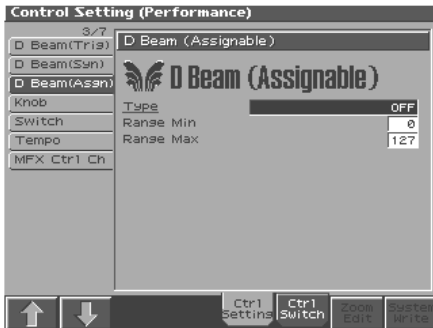 Control Setting (Performance)
3/7
D Beam(Trig)
D Beam(Syn)
D Beam(Asgn)
Knob
Switch
Tempo
MFX Ctrl Ch
D Beam (Assignable)
D Beam (Assignable)
Type OFF
Range Min 0
Range Max 127
Ctrl Setting
Ctrl Switch
Zoom Edit
System Write